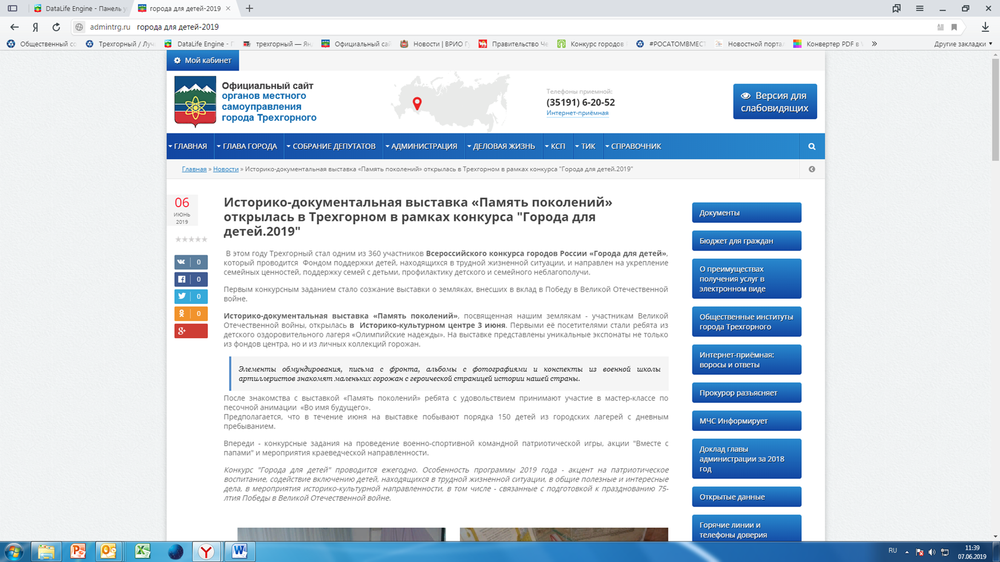 DataLife Engine - Панель у
города для детей-2019
admintrg.ru города для детей-2019
Общественный со
Трехгорный / Лучш
DataLife Engine - П
трехгорный — Янд
Официальный сай
Новости | ВРИО Гу
Правительство Че
Конкурс городов
#РОСАТОМВМЕСТ
Новостной портал
Конвертер PDF в
Другие закладки
Мой кабинет
Официальный сайт
органов местного
самоуправления
города Трехгорного
Телефоны приемной:
(35191) 6-20-52
Интернет-приёмная
Версия для
слабовидящих
ГЛАВНАЯ
ГЛАВА ГОРОДА
СОБРАНИЕ ДЕПУТАТОВ
АДМИНИСТРАЦИЯ
ДЕЛОВАЯ ЖИЗНЬ
КСП
ТИК
СПРАВОЧНИК
Главная » Новости » Историко-документальная выставка «Память поколений» открылась в Трехгорном в рамках конкурса "Города для детей.2019"
06
ИЮНЬ
2019
0
0
0
0
Историко-документальная выставка «Память поколений»
открылась в Трехгорном в рамках конкурса "Города для
детей.2019"
В этом году Трехгорный стал одним из 360 участников Всероссийского конкурса городов России «Города для детей»,
который проводится Фондом поддержки детей, находящихся в трудной жизненной ситуации, и направлен на укрепление
семейных ценностей, поддержку семей с детьми, профилактику детского и семейного неблагополучи.
Первым конкурсным заданием стало созжание выставки о земляках, внесших в вклад в Победу в Великой Отечественной
войне.
Историко-документальная выставка «Память поколений», посвященная нашим землякам - участникам Великой
Отечественной войны, открылась в Историко-культурном центре 3 июня. Первыми её посетителями стали ребята из
детского оздоровительного лагеря «Олимпийские надежды». На выставке представлены уникальные экспонаты не только
из фондов центра, но и из личных коллекций горожан.
Элементы обмундирования, письма с фронта, альбомы с фотографиями и конспекты из военной школы
артиллеристов знакомят маленьких горожан с героической страницей истории нашей страны.
После знакомства с выставкой «Память поколений» ребята с удовольствием принимают участие в мастер-классе по
песочной анимации «Во имя будущего».
Предполагается, что в течение июня на выставке побывают порядка 150 детей из городских лагерей с дневным
пребыванием.
Впереди - конкурсные задания на проведение военно-спортивной командной патриотической игры, акции "Вместе с
папами" и мероприятия краеведческой направленности.
Конкурс "Города для детей" проводится ежегодно. Особенность программы 2019 года - акцент на патриотическое
воспитание, содействие включению детей, находящихся в трудной жизненной ситуации, в общие полезные и интересные
дела, в мероприятия историко-культурной направленности, в том числе - связанные с подготовкой к празднованию 75-
лтия Победы в Великой Отечественной войне.
Документы
Бюджет для граждан
О преимуществах
получения услуг в
электронном виде
Общественные институты
города Трехгорного
Интернет-приёмная:
воросы и ответы
Прокурор разъясняет
МЧС Информирует
Доклад главы
администрации за 2018
год
Открытые данные
Горячие линии и
телефоны доверия
RU
11:39
07.06.2019